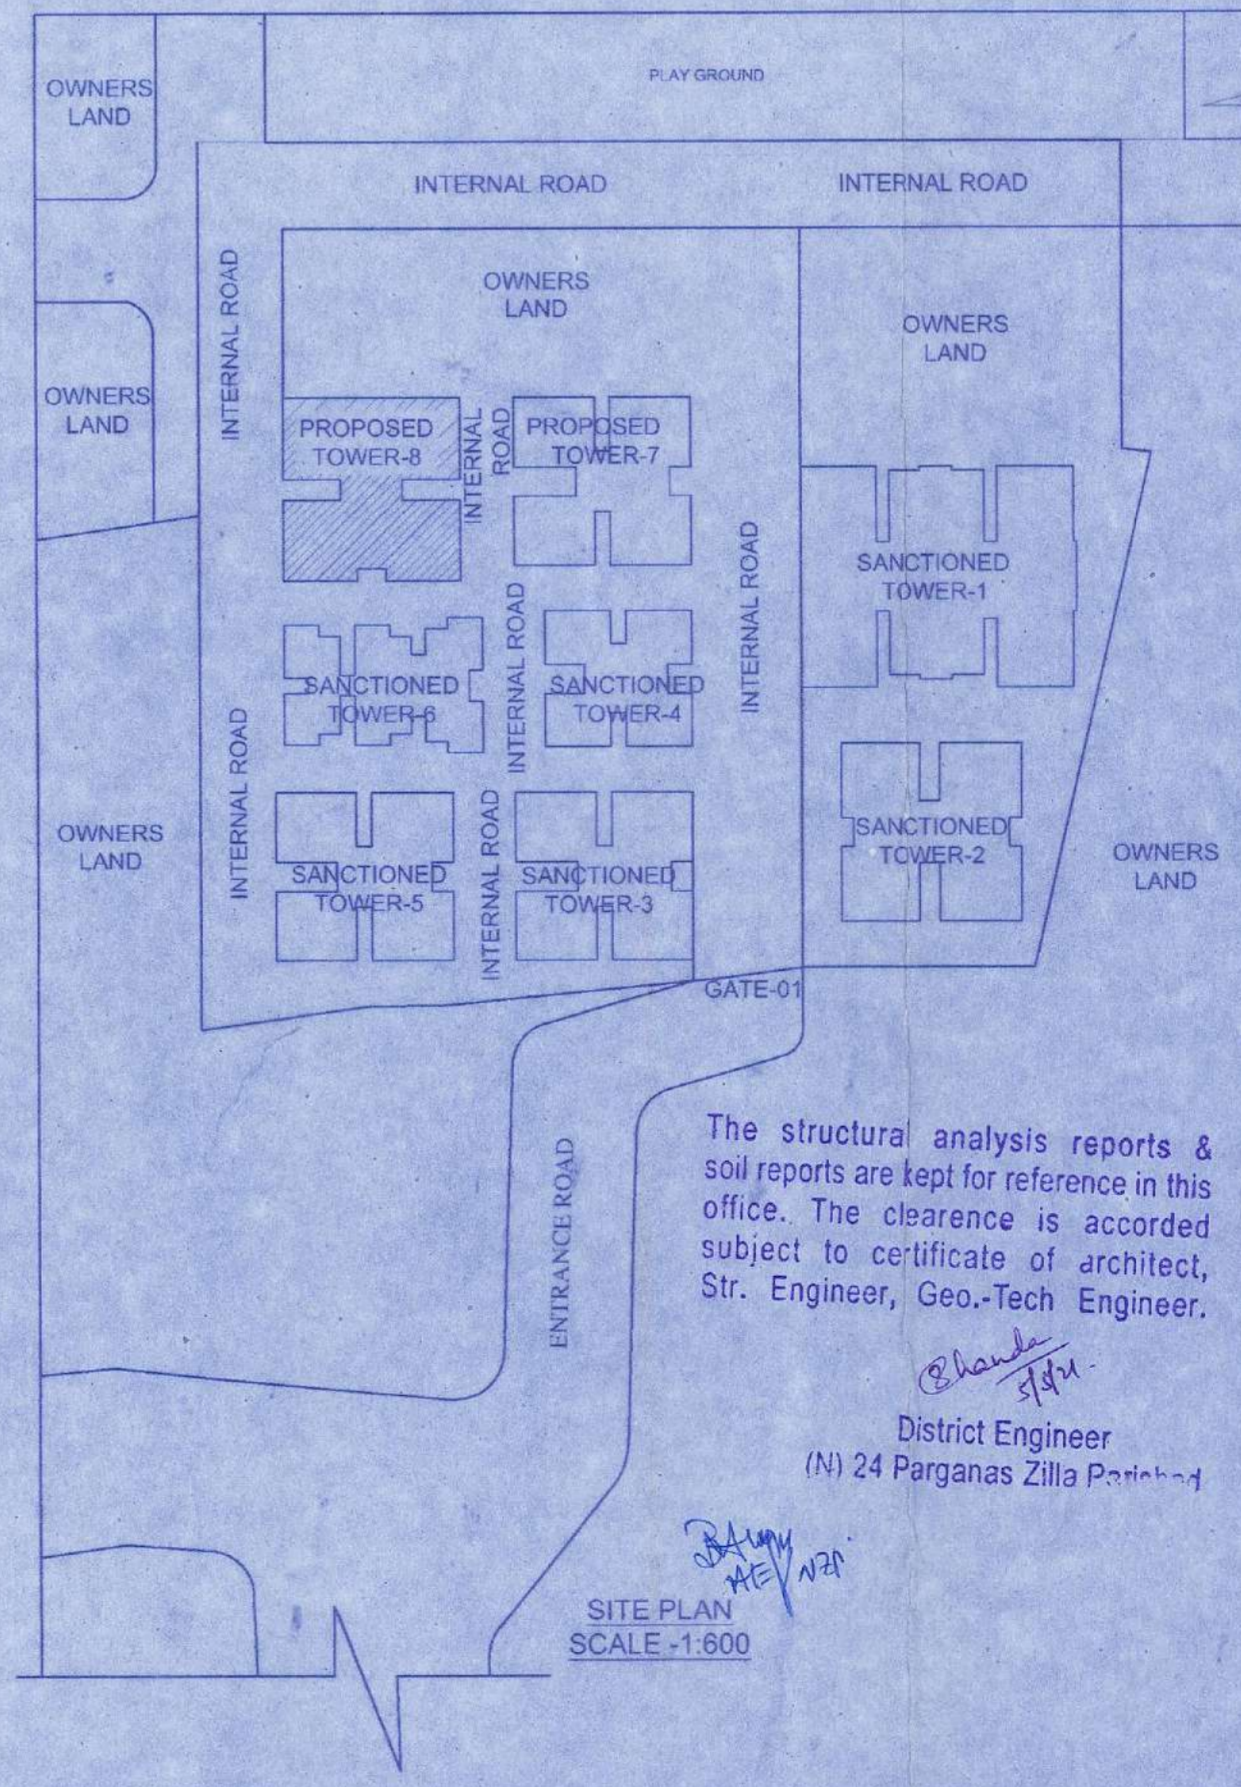 PLAY GROUND
OWNERS
LAND
INTERNAL ROAD
INTERNAL ROAD
INTERNAL ROAD
OWNERS
LAND
OWNERS
LAND
OWNERS
LAND
PROPOSED
TOWER-8
INTERNAL
ROAD
PROPOSED
TOWER-7
INTERNAL ROAD
SANCTIONED
TOWER-1
INTERNAL ROAD
SANCTIONED
TOWER-6
SANCTIONED
TOWER-4
INTERNAL ROAD
OWNERS
LAND
INTERNAL ROAD
SANCTIONED
TOWER-5
SANCTIONED
TOWER-3
SANCTIONED
TOWER-2
OWNERS
LAND
GATE-01
ENTRANCE ROAD
The structural analysis reports &
soil reports are kept for reference in this
office. The clearence is accorded
subject to certificate of architect,
Str. Engineer, Geo.-Tech Engineer.
District Engineer
(N) 24 Parganas Zilla Parishad
AE NZP
SITE PLAN
SCALE -1:600